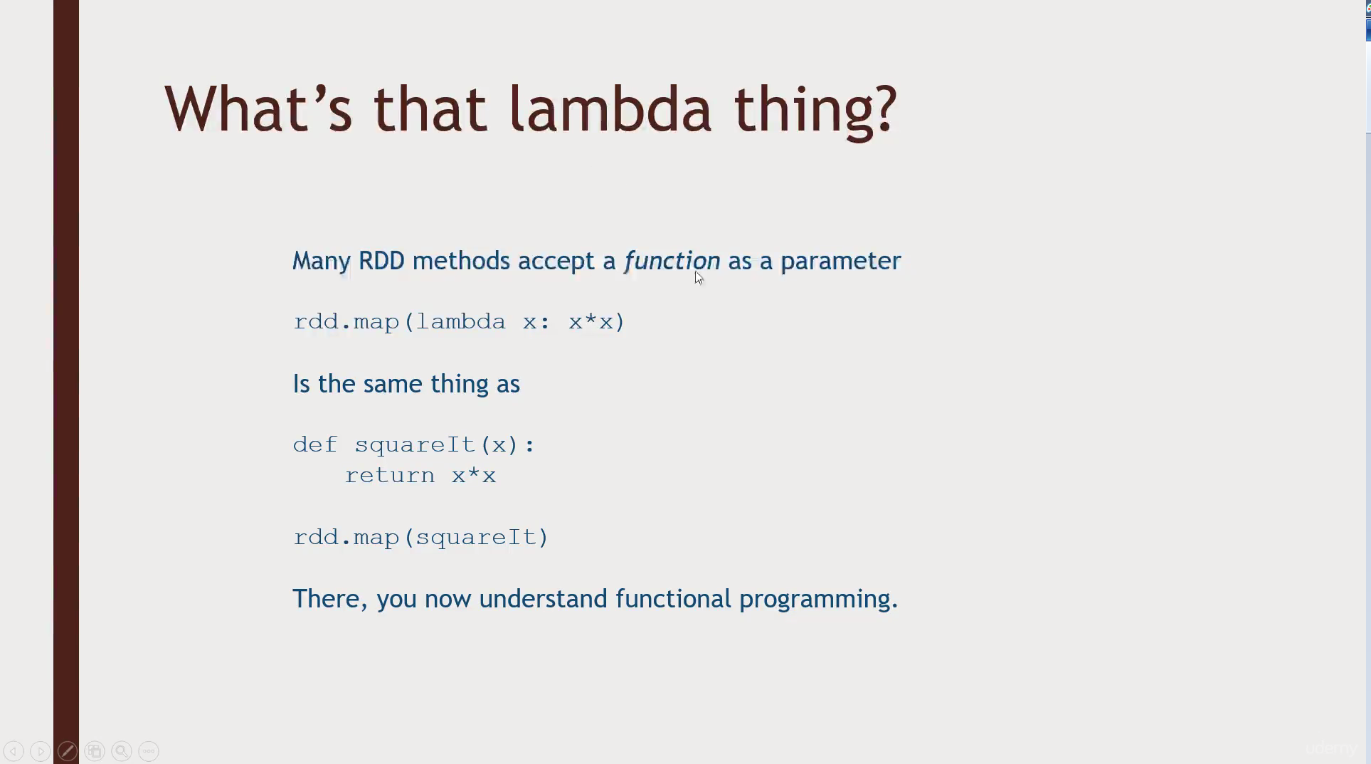 What’s that lambda thing?
Many RDD methods accept a function as a parameter
rdd.map(lambda x: x*x)
Is the same thing as
def squareIt(x):
return x*x
rdd.map(squareIt)
There, you now understand functional programming.
udemy